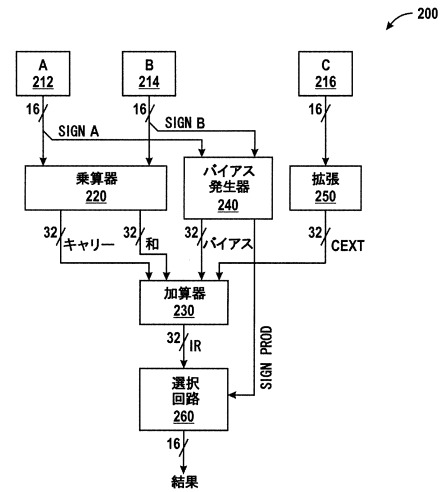 200
A
212
B
214
C
216
16
16
16
SIGN A
SIGN B
乗算器
220
バイアス
発生器
240
拡張
250
32
キャリー
32
和
32
バイアス
32
CEXT
加算器
230
32
IR
SIGN PROD
選択
回路
260
16
結果